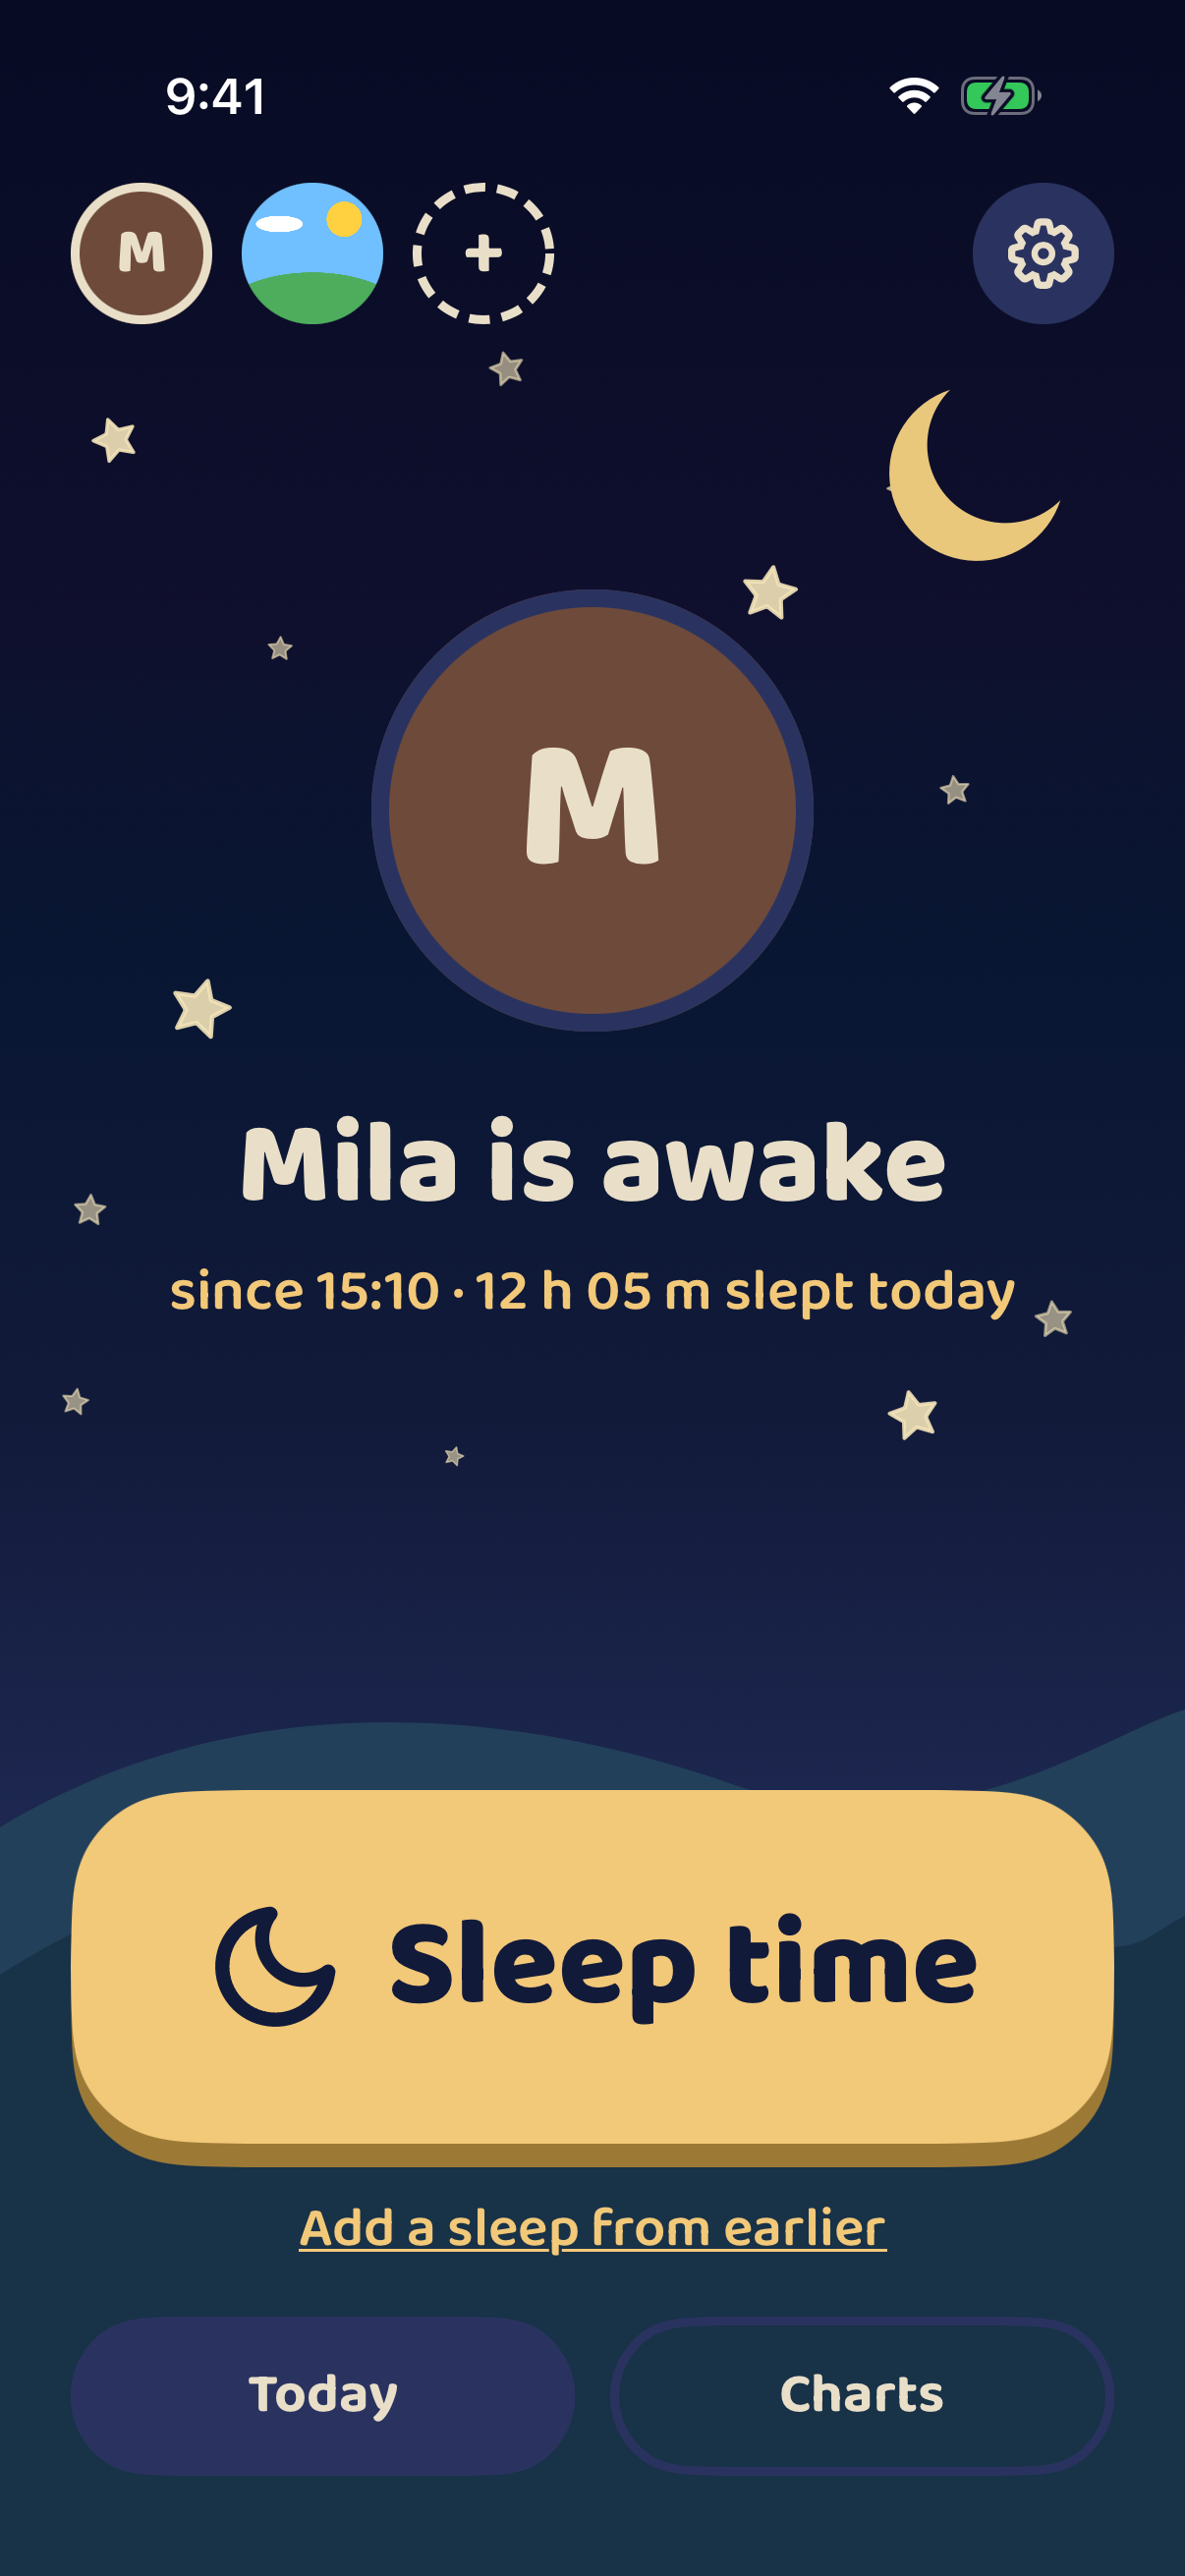 9:41
M
+
M
Mila is awake
since 15:10 · 12 h 05 m slept today
Sleep time
Add a sleep from earlier
Today
Charts